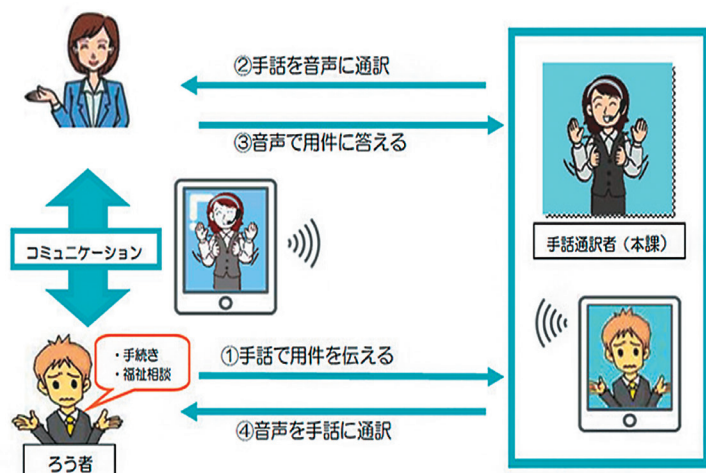 ②手話を音声に通訳
③音声で用件に答える
コミュニケーション
手話通訳者（本課）
・手続き
・福祉相談
①手話で用件を伝える
④音声を手話に通訳
ろう者